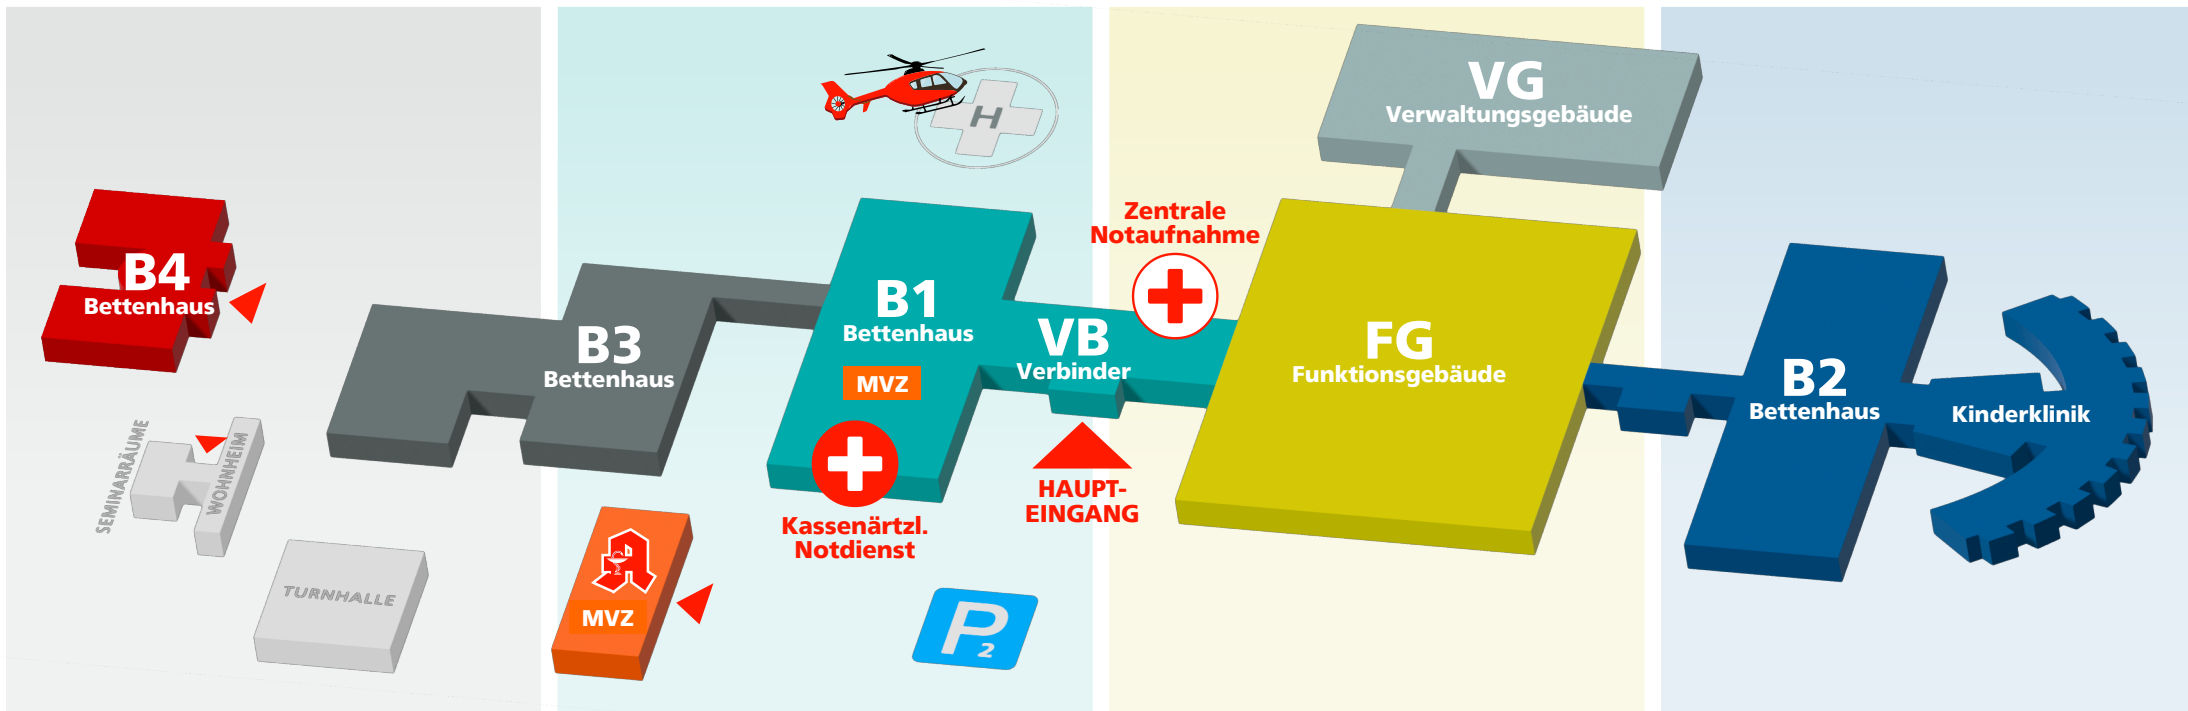 B4
Bettenhaus
SEMINARRÄUME
WOHNHEIM
TURNHALLE
B3
Bettenhaus
MVZ
H
B1
Bettenhaus
MVZ
Kassenärtzl.
Notdienst
VB
Verbinder
HAUPT-
EINGANG
P2
Zentrale
Notaufnahme
VG
Verwaltungsgebäude
FG
Funktionsgebäude
B2
Bettenhaus
Kinderklinik